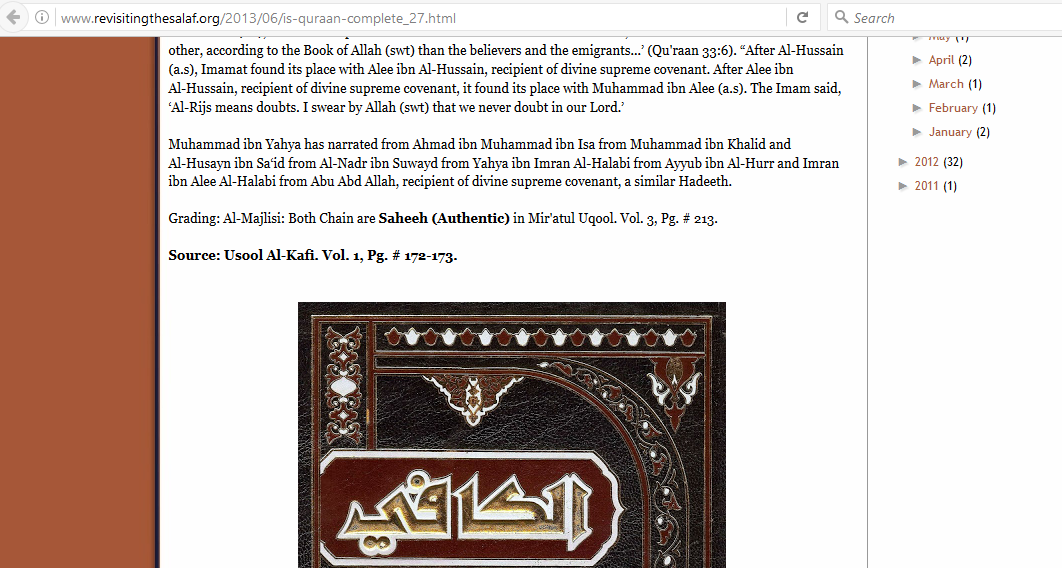 www.revisitingthesalaf.org/2013/06/is-quraan-complete_27.html
Search
other, according to the Book of Allah (swt) than the believers and the emigrants...’ (Qu'raan 33:6). “After Al-Hussain
(a.s), Imamat found its place with Alee ibn Al-Hussain, recipient of divine supreme covenant. After Alee ibn
Al-Hussain, recipient of divine supreme covenant, it found its place with Muhammad ibn Alee (a.s). The Imam said,
‘Al-Rijs means doubts. I swear by Allah (swt) that we never doubt in our Lord.’
Muhammad ibn Yahya has narrated from Ahmad ibn Muhammad ibn Isa from Muhammad ibn Khalid and
Al-Husayn ibn Sa‘id from Al-Nadr ibn Suwayd from Yahya ibn Imran Al-Halabi from Ayyub ibn Al-Hurr and Imran
ibn Alee Al-Halabi from Abu Abd Allah, recipient of divine supreme covenant, a similar Hadeeth.
Grading: Al-Majlisi: Both Chain are Saheeh (Authentic) in Mir'atul Uqool. Vol. 3, Pg. # 213.
Source: Usool Al-Kafi. Vol. 1, Pg. # 172-173.
الكافي
May (1)
April (2)
March (1)
February (1)
January (2)
2012 (32)
2011 (1)